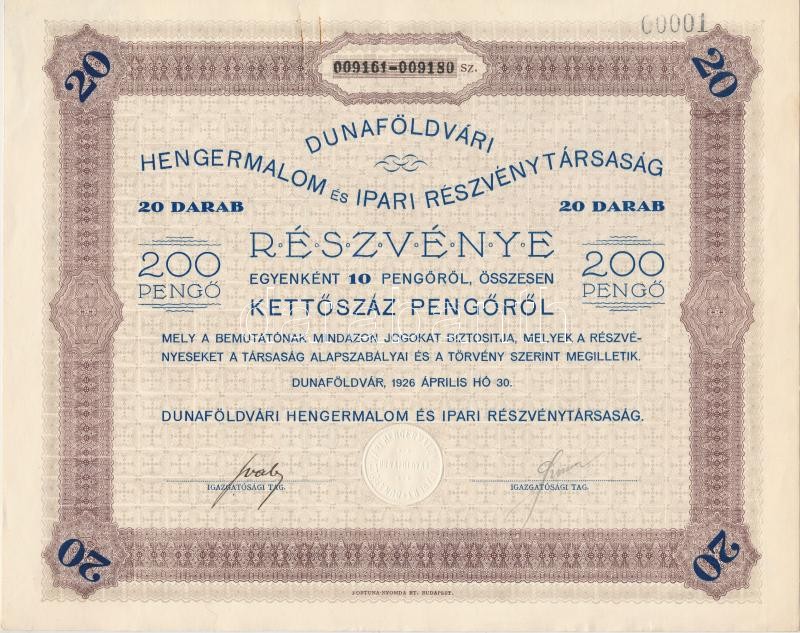 00001
20 20
009161-009180 SZ.
DUNAFÖLDVÁRI
HENGERMALOM ÉS IPARI RÉSZVÉNYTÁRSASÁG
20 DARAB 20 DARAB
R·É·S·Z·V·É·N·Y·E
200 PENGŐ
200 PENGŐ
EGYENKÉNT 10 PENGŐRŐL, ÖSSZESEN
KETTŐSZÁZ PENGŐRŐL
MELY A BEMUTATÓNAK MINDAZON JOGOKAT BIZTOSITJA, MELYEK A RÉSZVÉ-
NYESEKET A TÁRSASÁG ALAPSZABÁLYAI ÉS A TÖRVÉNY SZERINT MEGILLETIK.
DUNAFÖLDVÁR, 1926 ÁPRILIS HÓ 30.
DUNAFÖLDVÁRI HENGERMALOM ÉS IPARI RÉSZVÉNYTÁRSASÁG.
IGAZGATÓSÁGI TAG. IGAZGATÓSÁGI TAG.
20 20
FORTUNA-NYOMDA RT. BUDAPEST.